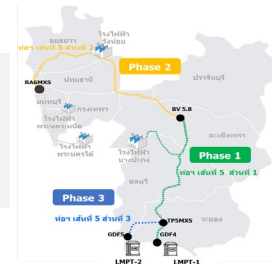 อยุธยา
โรงไฟฟ้า
วังน้อย
ท่อฯ เส้นที่ 5 ส่วนที่ 2
Phase 2
RA6MXS
ปทุมธานี
ปราจีนบุรี
นนทบุรี
กรุงเทพฯ
BV 5.8
โรงไฟฟ้า
พระนครเหนือ
ฉะเชิงเทรา
โรงไฟฟ้า
พระนครใต้
โรงไฟฟ้า
บางปะกง
Phase 1
ท่อฯ เส้นที่ 5 ส่วนที่ 1
ชลบุรี
Phase 3
ท่อฯ เส้นที่ 5 ส่วนที่ 3
TP5MXS
ระยอง
GDF5
GDF4
LMPT-2
LMPT-1